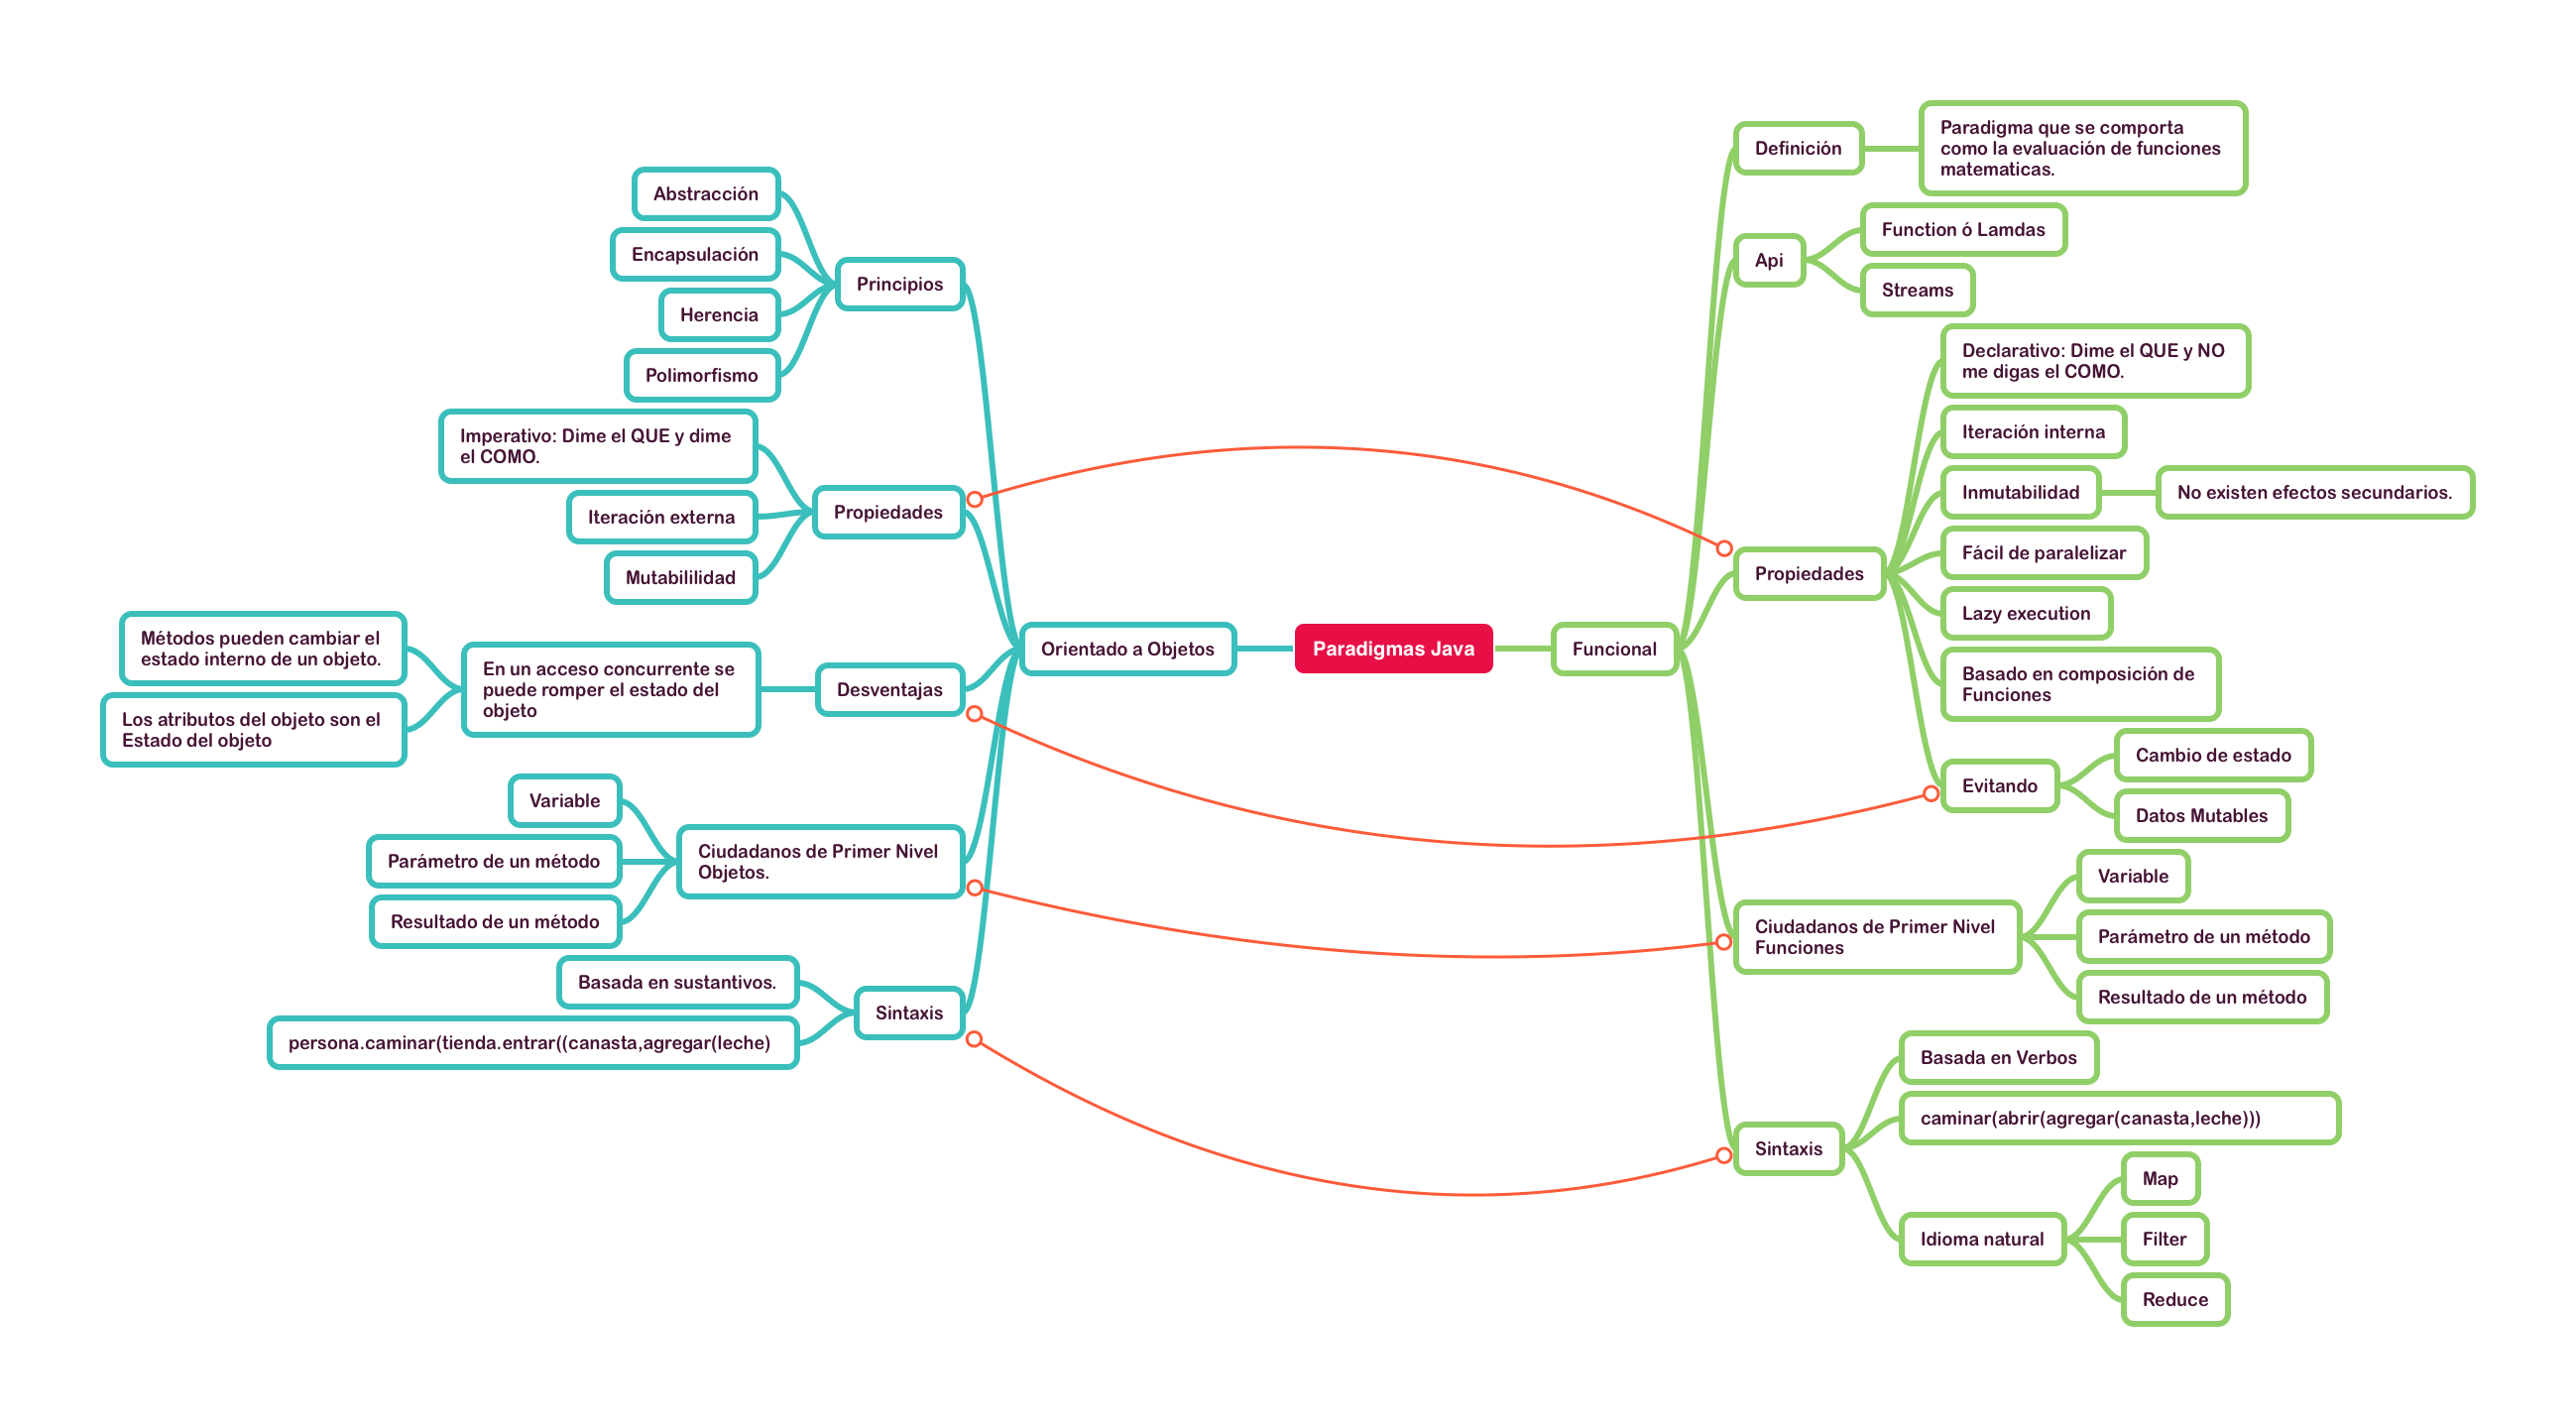 Paradigmas Java
Orientado a Objetos
Principios
Abstracción
Encapsulación
Herencia
Polimorfismo
Propiedades
Imperativo: Dime el QUE y dime
el COMO.
Iteración externa
Mutabililidad
Desventajas
En un acceso concurrente se
puede romper el estado del
objeto
Métodos pueden cambiar el
estado interno de un objeto.
Los atributos del objeto son el
Estado del objeto
Ciudadanos de Primer Nivel
Objetos.
Variable
Parámetro de un método
Resultado de un método
Sintaxis
Basada en sustantivos.
persona.caminar(tienda.entrar((canasta,agregar(leche)
Funcional
Definición
Paradigma que se comporta
como la evaluación de funciones
matematicas.
Api
Function ó Lamdas
Streams
Propiedades
Declarativo: Dime el QUE y NO
me digas el COMO.
Iteración interna
Inmutabilidad
No existen efectos secundarios.
Fácil de paralelizar
Lazy execution
Basado en composición de
Funciones
Evitando
Cambio de estado
Datos Mutables
Ciudadanos de Primer Nivel
Funciones
Variable
Parámetro de un método
Resultado de un método
Sintaxis
Basada en Verbos
caminar(abrir(agregar(canasta,leche)))
Idioma natural
Map
Filter
Reduce